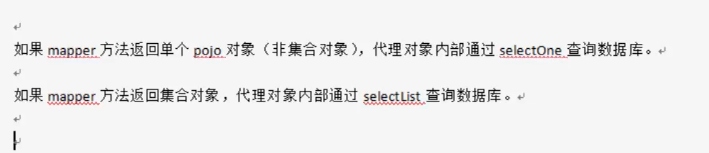 如果 mapper 方法返回单个 pojo 对象（非集合对象），代理对象内部通过 selectOne 查询数据库。
如果 mapper 方法返回集合对象，代理对象内部通过 selectList 查询数据库。